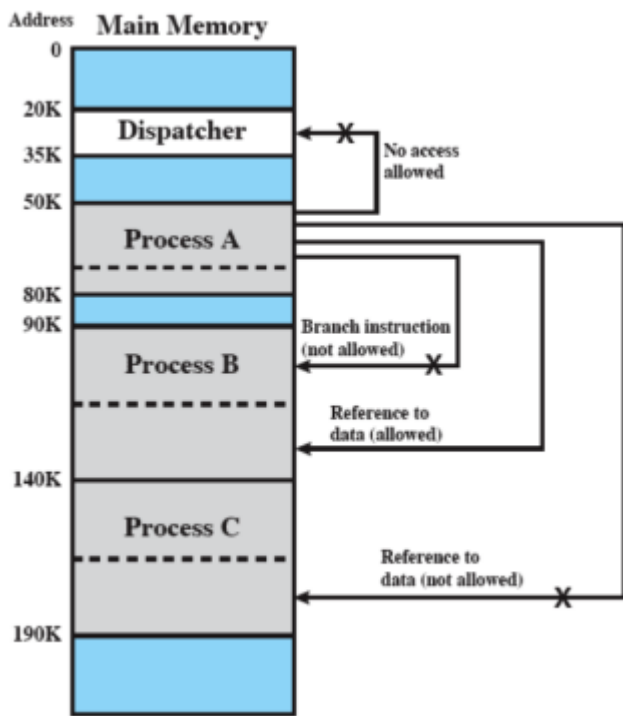 Address
Main Memory
0
20K
Dispatcher
35K
No access
allowed
50K
Process A
80K
90K
Branch instruction
(not allowed)
Process B
Reference to
data (allowed)
140K
Process C
Reference to
data (not allowed)
190K
X
X
X